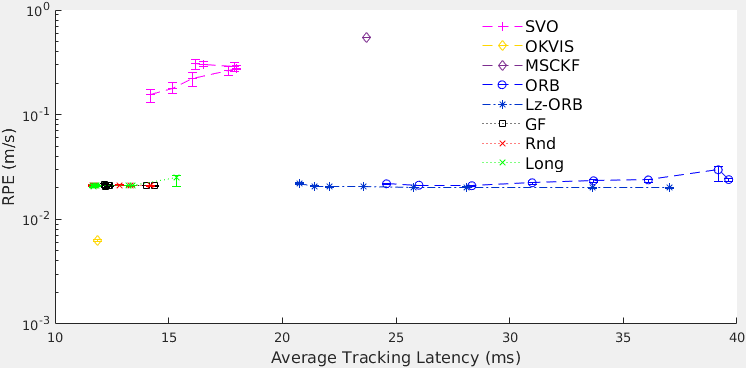 10^0
10^-1
10^-2
10^-3
RPE (m/s)
SVO
OKVIS
MSCKF
ORB
Lz-ORB
GF
Rnd
Long
10 15 20 25 30 35 40
Average Tracking Latency (ms)